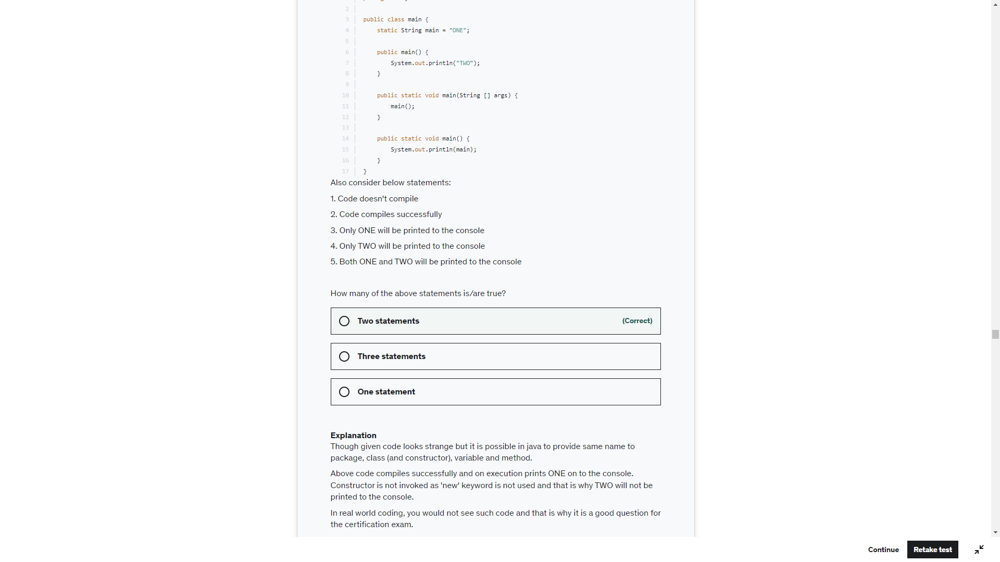 2
3 public class main {
4 static String main = "ONE";
5
6 public main() {
7 System.out.println("TWO");
8 }
9
10 public static void main(String [] args) {
11 main();
12 }
13
14 public static void main() {
15 System.out.println(main);
16 }
17 }
Also consider below statements:
1. Code doesn't compile
2. Code compiles successfully
3. Only ONE will be printed to the console
4. Only TWO will be printed to the console
5. Both ONE and TWO will be printed to the console
How many of the above statements is/are true?
Two statements (Correct)
Three statements
One statement
Explanation
Though given code looks strange but it is possible in java to provide same name to
package, class (and constructor), variable and method.
Above code compiles successfully and on execution prints ONE on to the console.
Constructor is not invoked as 'new' keyword is not used and that is why TWO will not be
printed to the console.
In real world coding, you would not see such code and that is why it is a good question for
the certification exam.
Continue Retake test